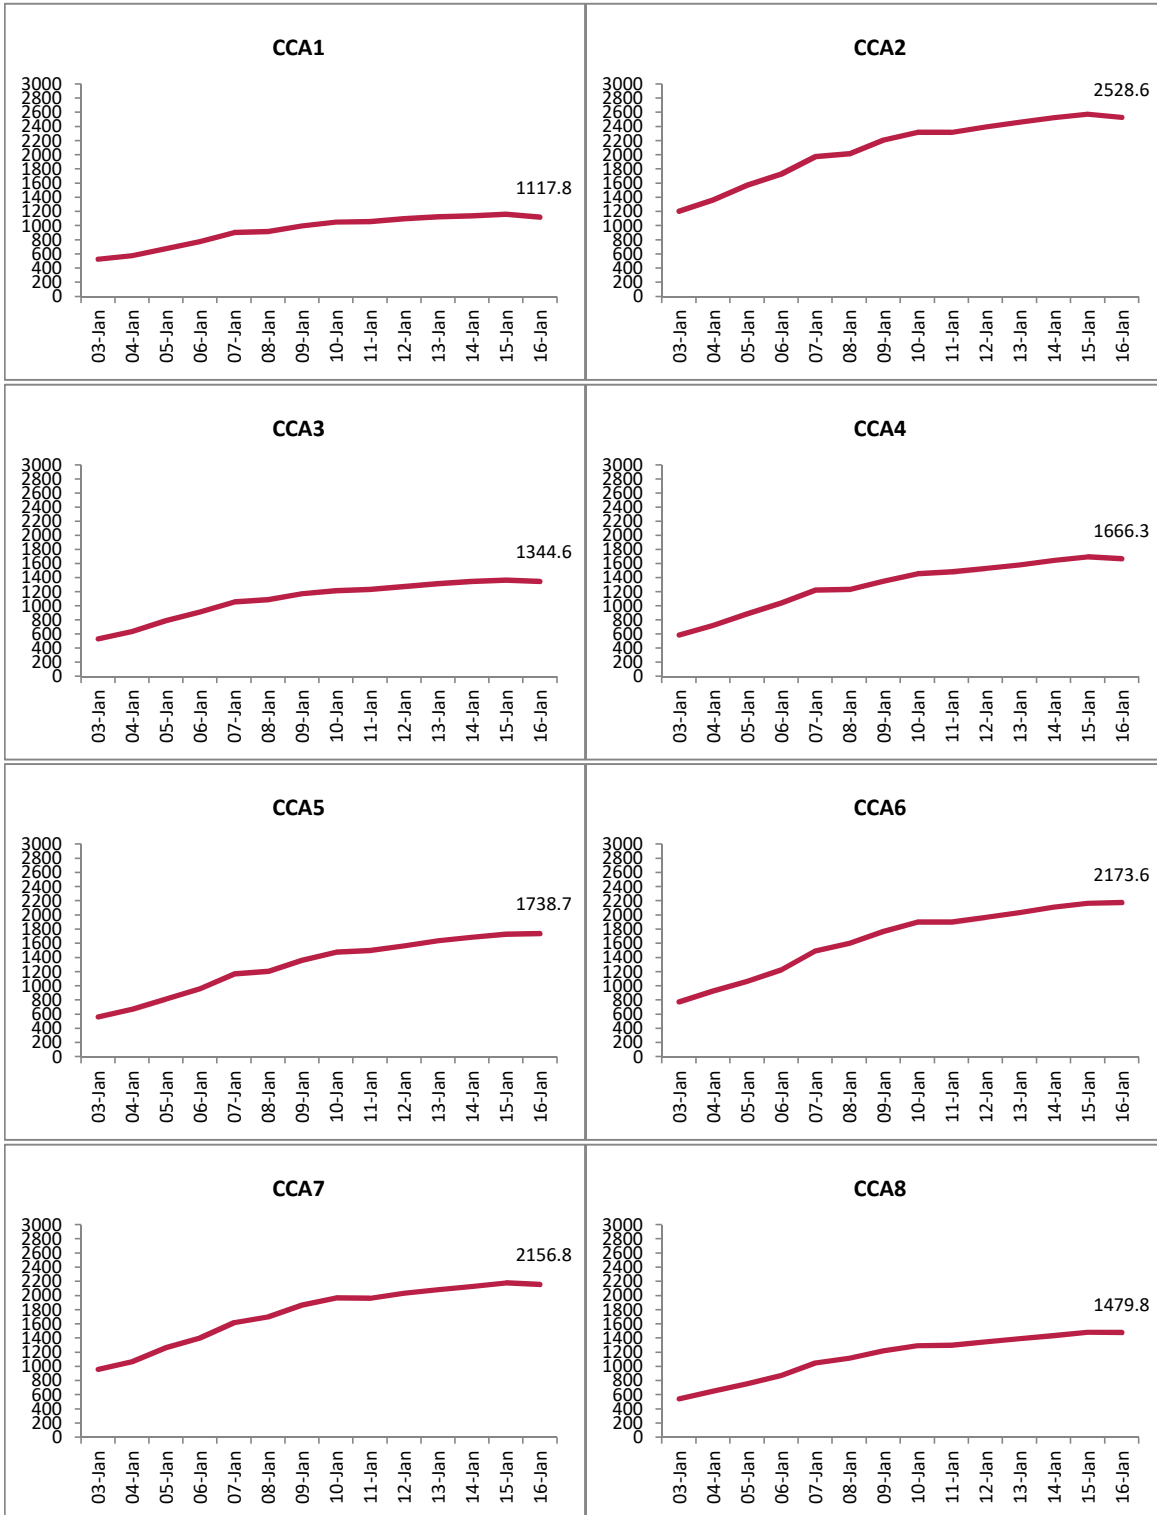 CCA1
3000
2800
2600
2400
2200
2000
1800
1600
1400
1200
1000
800
600
400
200
0
1117.8
03-Jan
04-Jan
05-Jan
06-Jan
07-Jan
08-Jan
09-Jan
10-Jan
11-Jan
12-Jan
13-Jan
14-Jan
15-Jan
16-Jan
CCA2
3000
2800
2600
2400
2200
2000
1800
1600
1400
1200
1000
800
600
400
200
0
2528.6
03-Jan
04-Jan
05-Jan
06-Jan
07-Jan
08-Jan
09-Jan
10-Jan
11-Jan
12-Jan
13-Jan
14-Jan
15-Jan
16-Jan
CCA3
3000
2800
2600
2400
2200
2000
1800
1600
1400
1200
1000
800
600
400
200
0
1344.6
03-Jan
04-Jan
05-Jan
06-Jan
07-Jan
08-Jan
09-Jan
10-Jan
11-Jan
12-Jan
13-Jan
14-Jan
15-Jan
16-Jan
CCA4
3000
2800
2600
2400
2200
2000
1800
1600
1400
1200
1000
800
600
400
200
0
1666.3
03-Jan
04-Jan
05-Jan
06-Jan
07-Jan
08-Jan
09-Jan
10-Jan
11-Jan
12-Jan
13-Jan
14-Jan
15-Jan
16-Jan
CCA5
3000
2800
2600
2400
2200
2000
1800
1600
1400
1200
1000
800
600
400
200
0
1738.7
03-Jan
04-Jan
05-Jan
06-Jan
07-Jan
08-Jan
09-Jan
10-Jan
11-Jan
12-Jan
13-Jan
14-Jan
15-Jan
16-Jan
CCA6
3000
2800
2600
2400
2200
2000
1800
1600
1400
1200
1000
800
600
400
200
0
2173.6
03-Jan
04-Jan
05-Jan
06-Jan
07-Jan
08-Jan
09-Jan
10-Jan
11-Jan
12-Jan
13-Jan
14-Jan
15-Jan
16-Jan
CCA7
3000
2800
2600
2400
2200
2000
1800
1600
1400
1200
1000
800
600
400
200
0
2156.8
03-Jan
04-Jan
05-Jan
06-Jan
07-Jan
08-Jan
09-Jan
10-Jan
11-Jan
12-Jan
13-Jan
14-Jan
15-Jan
16-Jan
CCA8
3000
2800
2600
2400
2200
2000
1800
1600
1400
1200
1000
800
600
400
200
0
1479.8
03-Jan
04-Jan
05-Jan
06-Jan
07-Jan
08-Jan
09-Jan
10-Jan
11-Jan
12-Jan
13-Jan
14-Jan
15-Jan
16-Jan